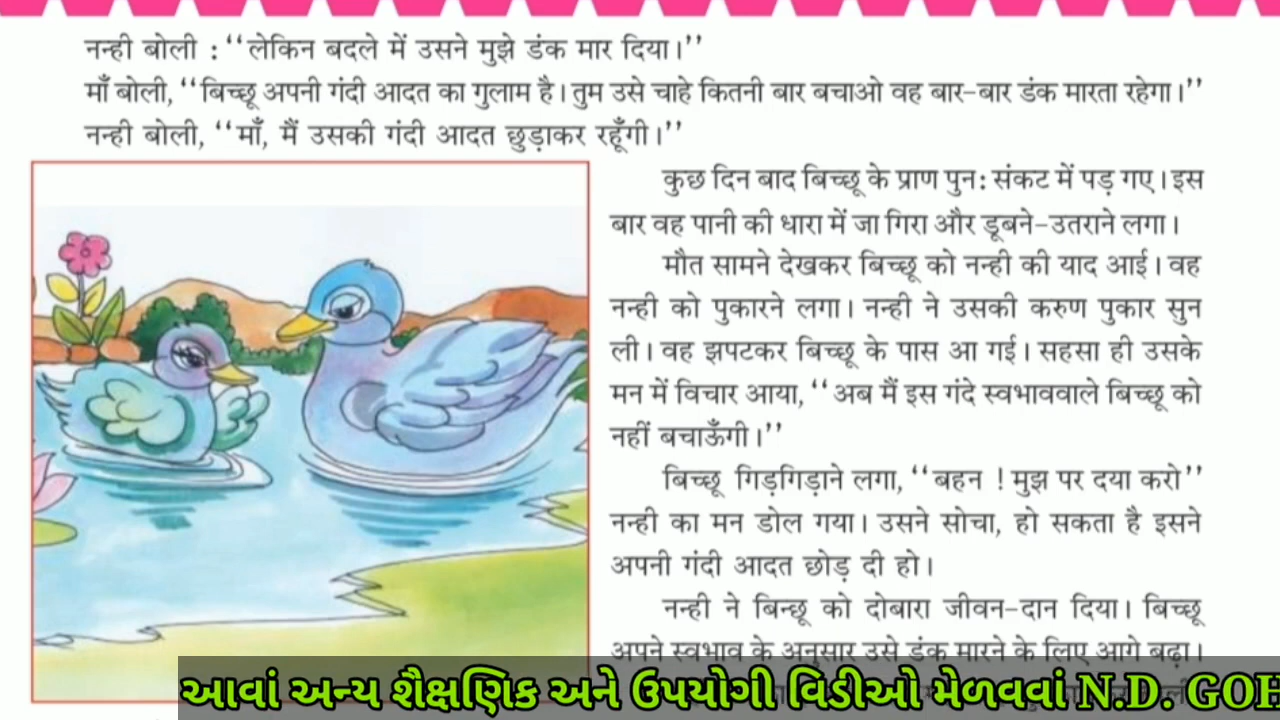 नन्ही बोली : ‘‘लेकिन बदले में उसने मुझे डंक मार दिया।’’
माँ बोली, ‘‘बिच्छू अपनी गंदी आदत का गुलाम है। तुम उसे चाहे कितनी बार बचाओ वह बार-बार डंक मारता रहेगा।’’
नन्ही बोली, ‘‘माँ, मैं उसकी गंदी आदत छुड़ाकर रहूँगी।’’
कुछ दिन बाद बिच्छू के प्राण पुनः संकट में पड़ गए। इस
बार वह पानी की धारा में जा गिरा और डूबने-उतराने लगा।
मौत सामने देखकर बिच्छू को नन्ही की याद आई। वह
नन्ही को पुकारने लगा। नन्ही ने उसकी करुण पुकार सुन
ली। वह झपटकर बिच्छू के पास आ गई। सहसा ही उसके
मन में विचार आया, ‘‘अब मैं इस गंदे स्वभाववाले बिच्छू को
नहीं बचाऊँगी।’’
बिच्छू गिड़गिड़ाने लगा, ‘‘बहन ! मुझ पर दया करो’’
नन्ही का मन डोल गया। उसने सोचा, हो सकता है इसने
अपनी गंदी आदत छोड़ दी हो।
नन्ही ने बिन्छू को दोबारा जीवन-दान दिया। बिच्छू
अपने स्वभाव के अनुसार उसे डंक मारने के लिए आगे बढ़ा।
આવાં અન્ય શૈક્ષણિક અને ઉપયોગી વિડીઓ મેળવવાં N.D. GOH